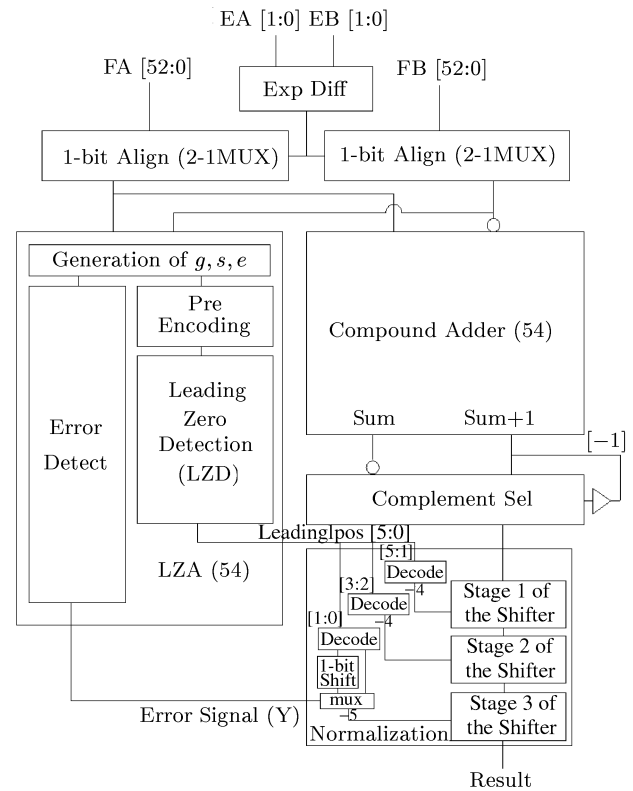 EA [1:0] EB [1:0]
FA [52:0]
Exp Diff
FB [52:0]
1-bit Align (2-1MUX)
1-bit Align (2-1MUX)
Generation of g, s, e
Pre
Encoding
Compound Adder (54)
Leading
Zero
Detection
(LZD)
Error
Detect
Sum
Sum+1
[−1]
Complement Sel
Leading1pos [5:0]
LZA (54)
[5:1]
Decode
−4
[3:2]
Decode
−4
[1:0]
Decode
1-bit
Shift
mux
−5
Stage 1 of
the Shifter
Stage 2 of
the Shifter
Stage 3 of
the Shifter
Error Signal (Y)
Normalization
Result